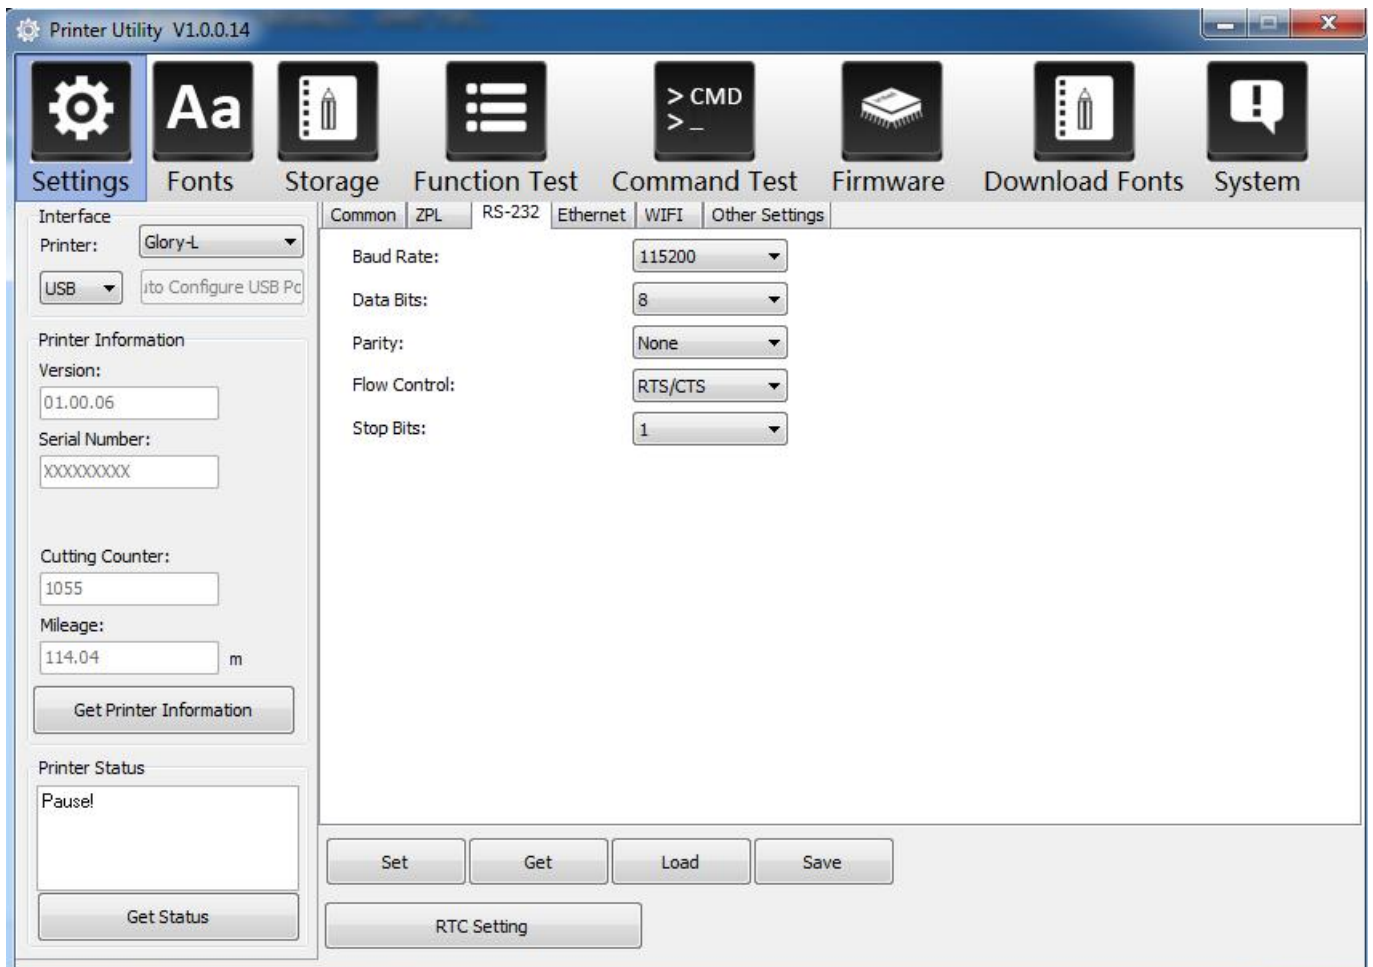 Printer Utility V1.0.0.14
Aa
> CMD
>_
Settings Fonts Storage Function Test Command Test Firmware Download Fonts System
Interface
Printer: Glory-L
USB uto Configure USB Po
Printer Information
Version:
01.00.06
Serial Number:
XXXXXXXXX
Cutting Counter:
1055
Mileage:
114.04 m
Get Printer Information
Printer Status
Pause!
Get Status
Common ZPL RS-232 Ethernet WIFI Other Settings
Baud Rate: 115200
Data Bits: 8
Parity: None
Flow Control: RTS/CTS
Stop Bits: 1
Set Get Load Save
RTC Setting